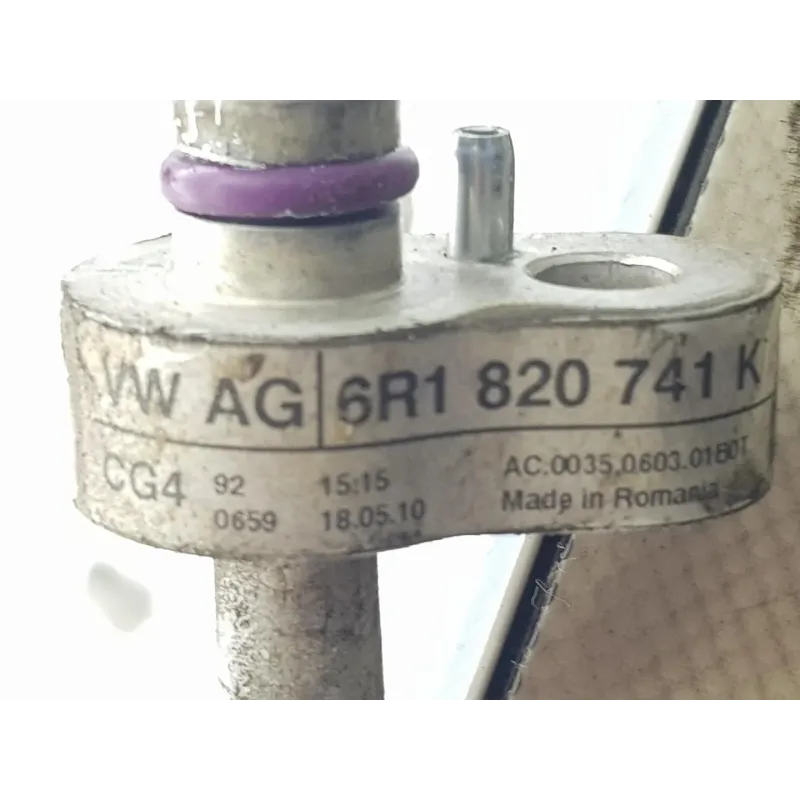 VW AG 6R1 820 741 K
CG4 92 15:15 AC.0035.0603.01B0T
0659 18.05.10 Made in Romania